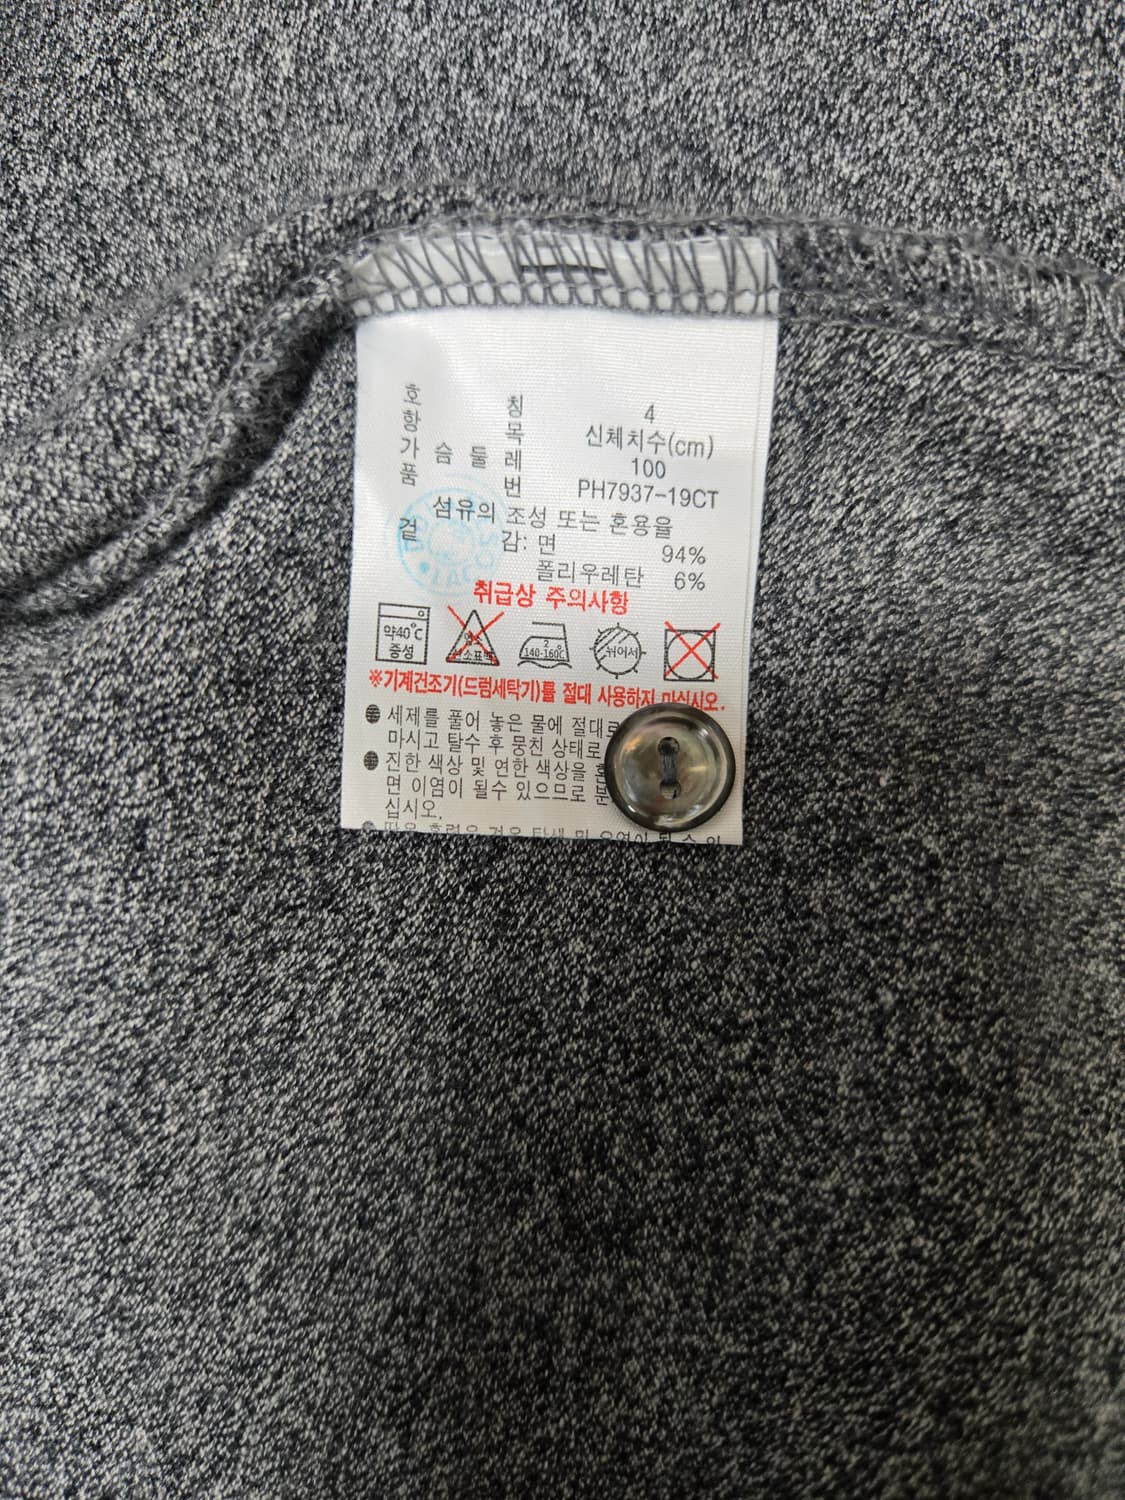 호 칭 4
항 목 신체치수(cm)
가 슴 둘 레 100
품 번 PH7937-19CT
섬유의 조성 또는 혼용율
겉 감: 면 94%
폴리우레탄 6%
취급상 주의사항
약40℃ 중성
140-160℃
뉘어서
※기계건조기(드럼세탁기)를 절대 사용하지 마십시오.
● 세제를 풀어 놓은 물에 절대로
마시고 탈수 후 뭉친 상태로
● 진한 색상 및 연한 색상을
면 이염이 될수 있으므로
십시오.